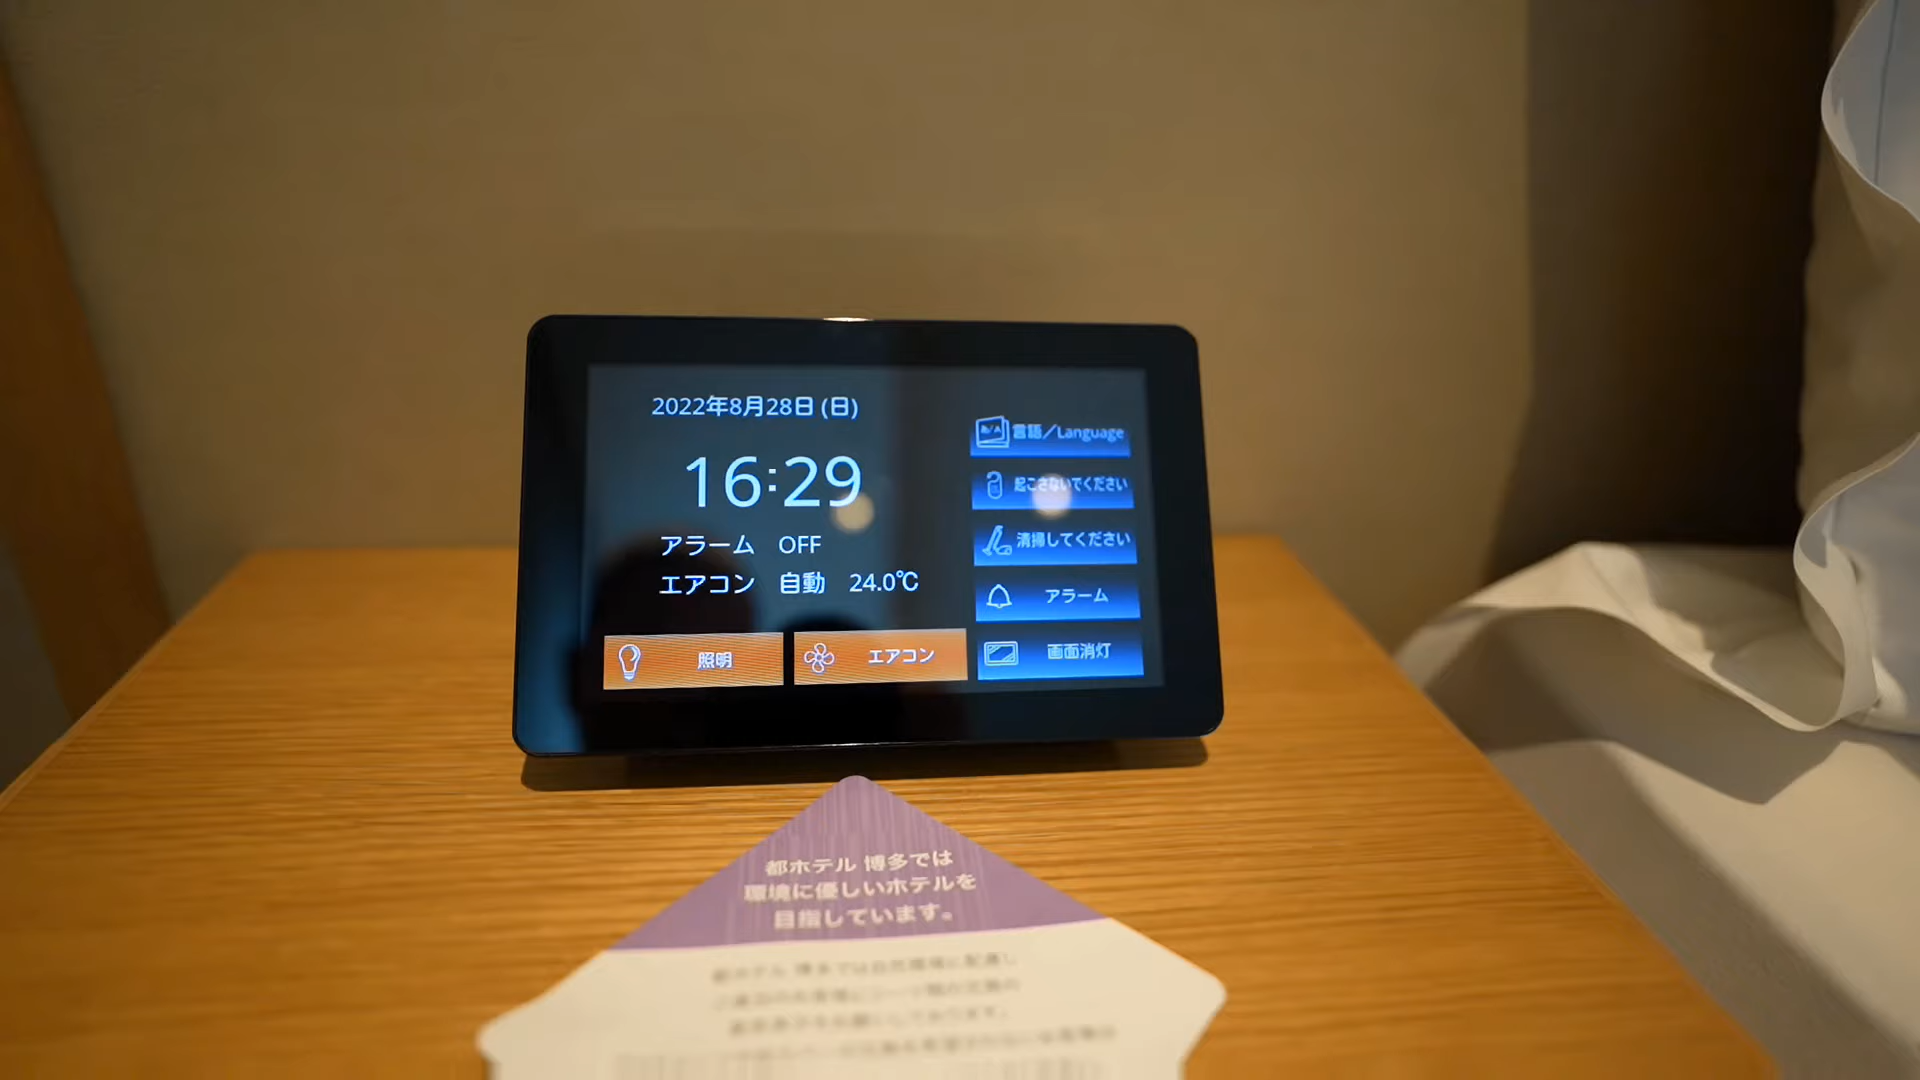 2022年8月28日 (日)
16:29
アラーム OFF
エアコン 自動 24.0℃
照明
エアコン
言語／Language
起こさないでください
清掃してください
アラーム
画面消灯
都ホテル 博多では
環境に優しいホテルを
目指しています。